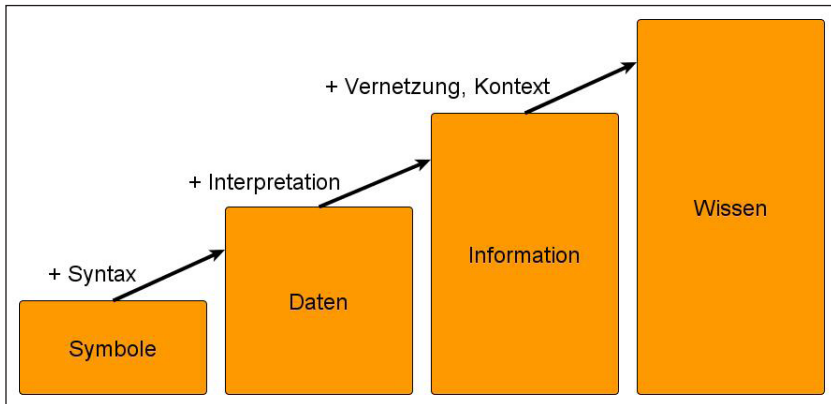 + Vernetzung, Kontext
+ Interpretation
Wissen
Information
+ Syntax
Daten
Symbole